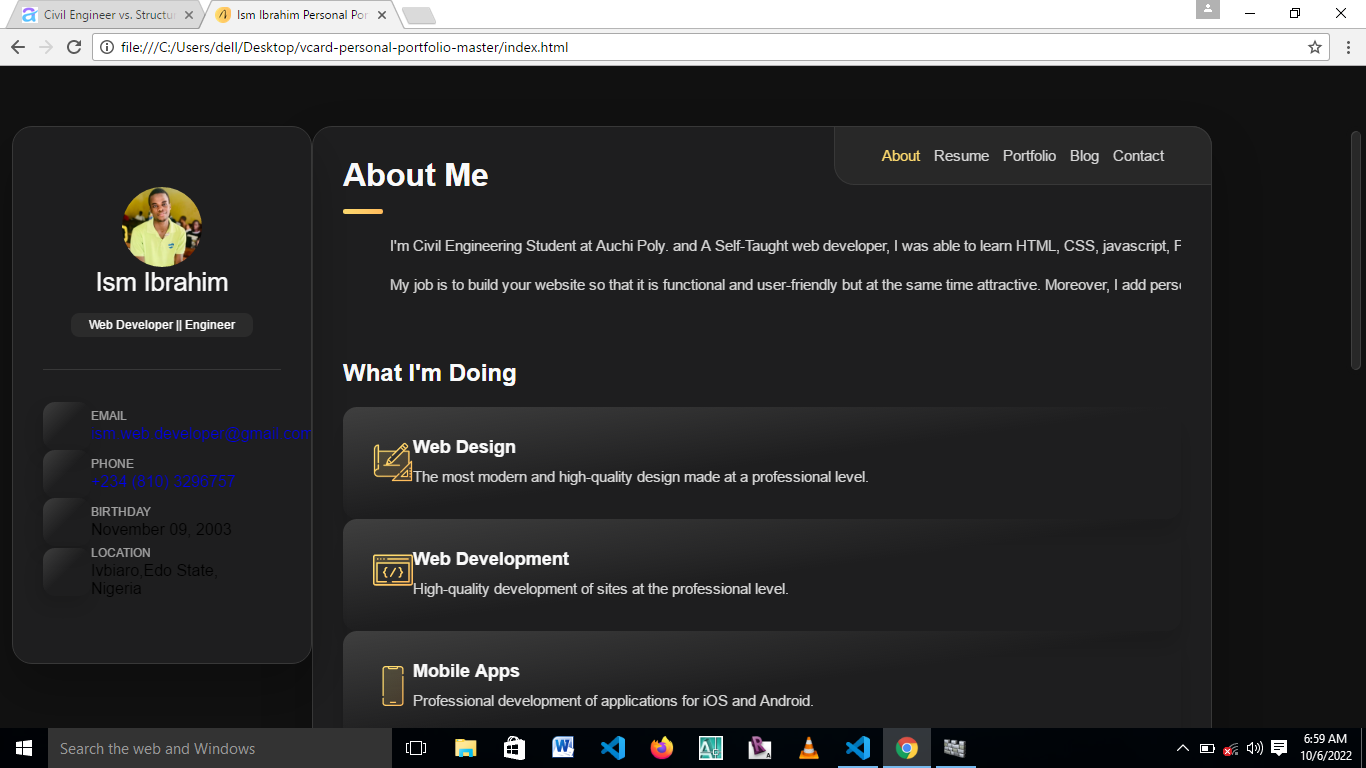 Civil Engineer vs. Structu
Ism Ibrahim Personal Por
file:///C:/Users/dell/Desktop/vcard-personal-portfolio-master/index.html
Ism Ibrahim
Web Developer || Engineer
EMAIL
ism.web.developer@gmail.com
PHONE
BIRTHDAY
November 09, 2003
LOCATION
Ivbiaro,Edo State,
Nigeria
About Resume Portfolio Blog Contact
About Me
I'm Civil Engineering Student at Auchi Poly. and A Self-Taught web developer, I was able to learn HTML, CSS, javascript,
My job is to build your website so that it is functional and user-friendly but at the same time attractive. Moreover, I add pers
What I'm Doing
Web Design
The most modern and high-quality design made at a professional level.
Web Development
High-quality development of sites at the professional level.
Mobile Apps
Professional development of applications for iOS and Android.
Search the web and Windows
6:59 AM
10/6/2022